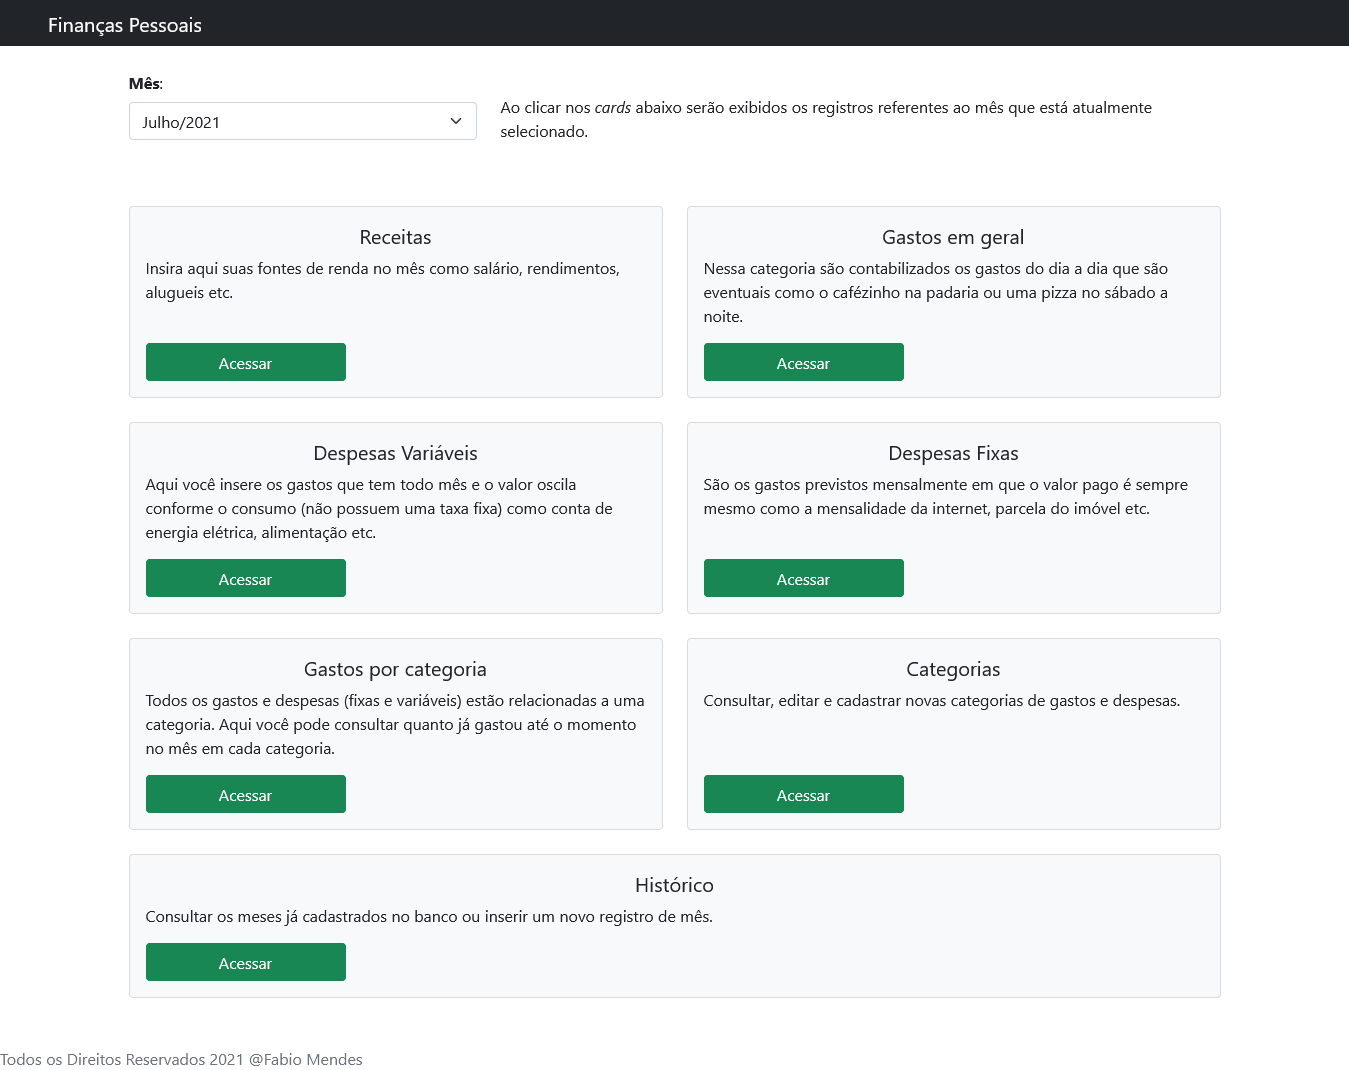 Finanças Pessoais
Mês:
Julho/2021
Ao clicar nos cards abaixo serão exibidos os registros referentes ao mês que está atualmente
selecionado.
Receitas
Insira aqui suas fontes de renda no mês como salário, rendimentos,
alugueis etc.
Acessar
Gastos em geral
Nessa categoria são contabilizados os gastos do dia a dia que são
eventuais como o cafézinho na padaria ou uma pizza no sábado a
noite.
Acessar
Despesas Variáveis
Aqui você insere os gastos que tem todo mês e o valor oscila
conforme o consumo (não possuem uma taxa fixa) como conta de
energia elétrica, alimentação etc.
Acessar
Despesas Fixas
São os gastos previstos mensalmente em que o valor pago é sempre
mesmo como a mensalidade da internet, parcela do imóvel etc.
Acessar
Gastos por categoria
Todos os gastos e despesas (fixas e variáveis) estão relacionadas a uma
categoria. Aqui você pode consultar quanto já gastou até o momento
no mês em cada categoria.
Acessar
Categorias
Consultar, editar e cadastrar novas categorias de gastos e despesas.
Acessar
Histórico
Consultar os meses já cadastrados no banco ou inserir um novo registro de mês.
Acessar
Todos os Direitos Reservados 2021 @Fabio Mendes